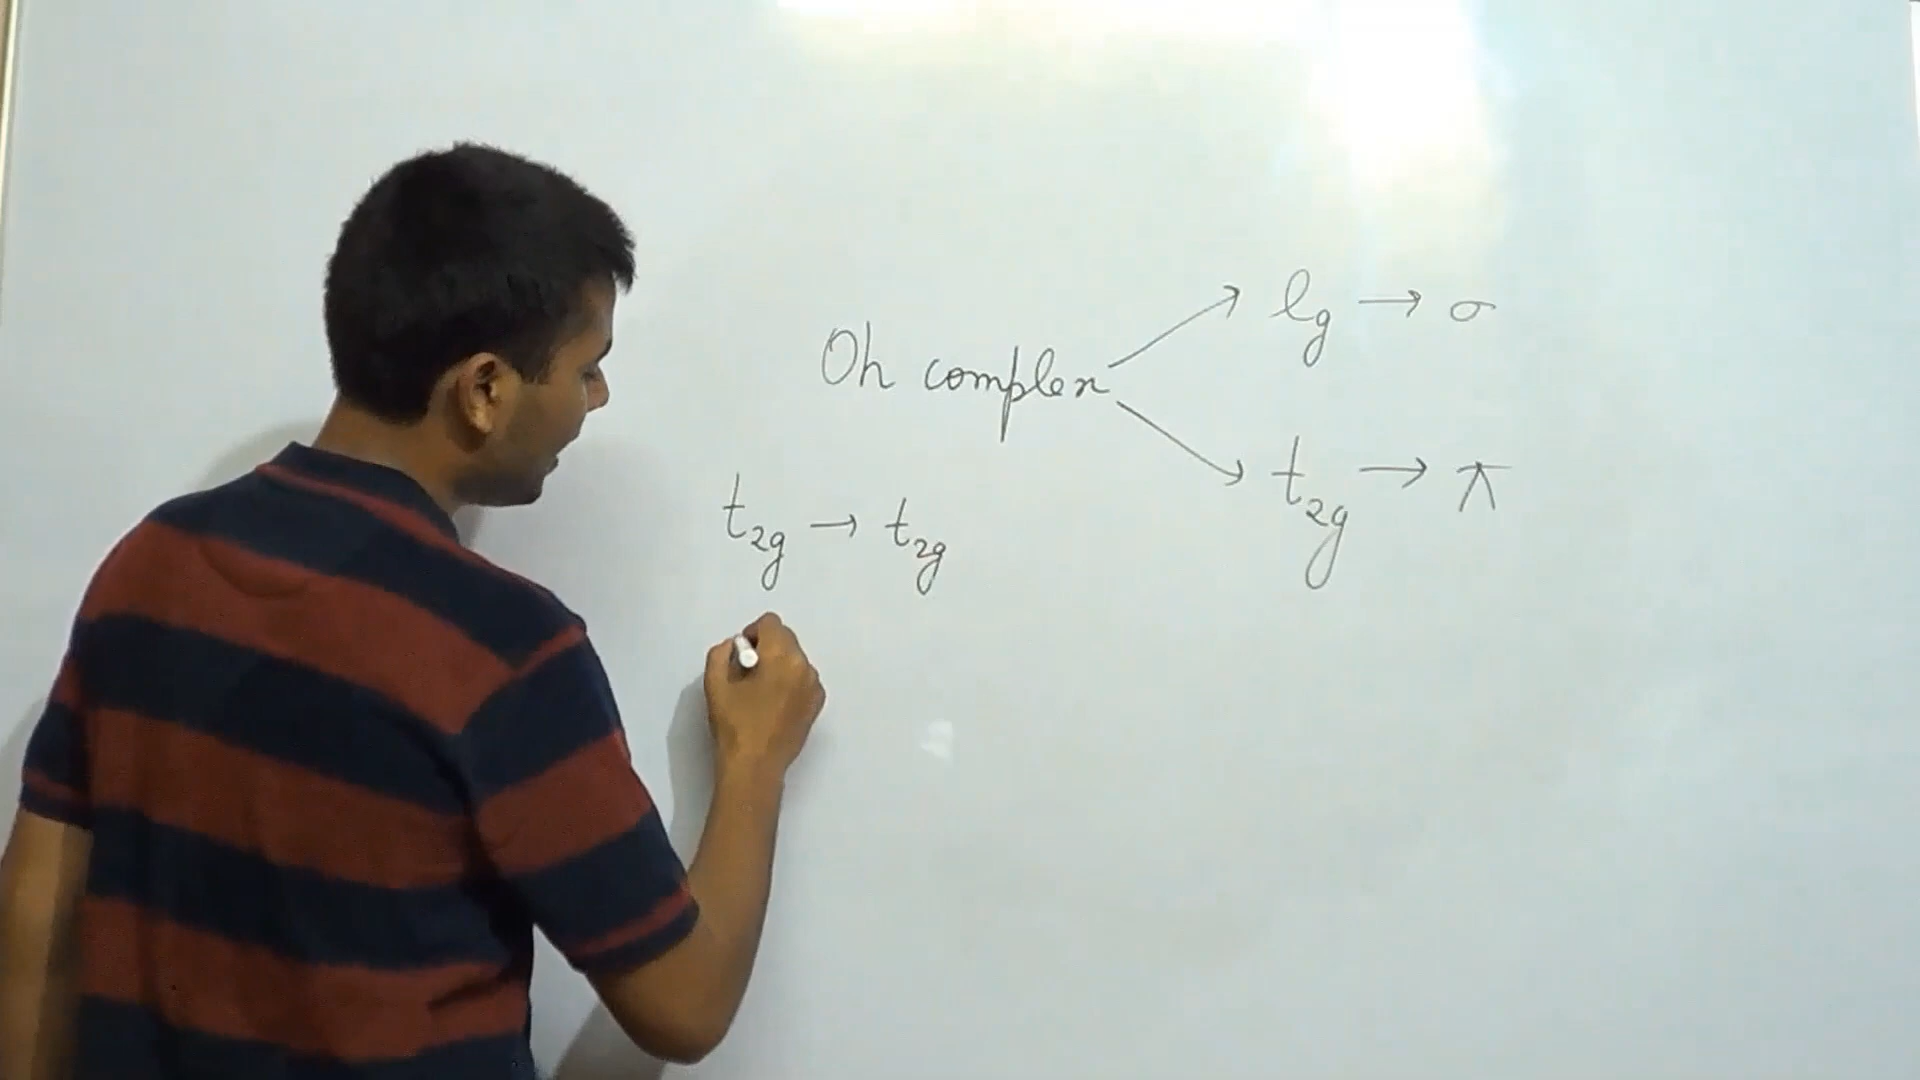 Oh complex
→ eg → σ
→ t2g → π
t2g → t2g